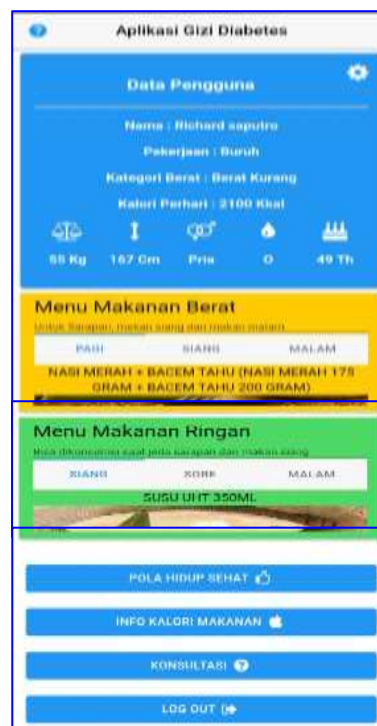 Aplikasi Gizi Diabetes
Data Pengguna
Nama : Richard saputro
Pekerjaan : Buruh
Kategori Berat : Berat Kurang
Kalori Perhari : 2100 Kkal
55 Kg 167 Cm Pria O 49 Th
Menu Makanan Berat
Untuk Sarapan, makan siang dan makan malam
PAGI SIANG MALAM
NASI MERAH + BACEM TAHU (NASI MERAH 175
GRAM + BACEM TAHU 200 GRAM)
Menu Makanan Ringan
Bisa dikonsumsi saat jeda sarapan dan makan siang
SIANG SORE MALAM
SUSU UHT 350ML
POLA HIDUP SEHAT
INFO KALORI MAKANAN
KONSULTASI
LOG OUT